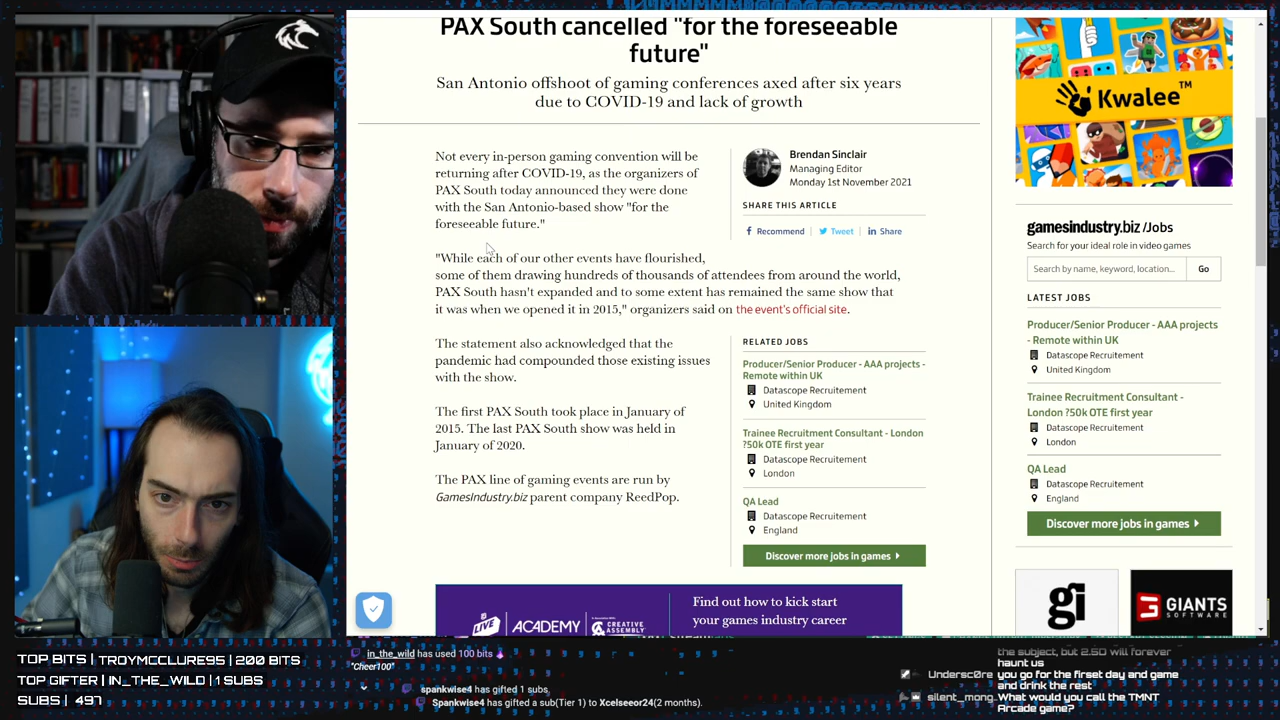 PAX South cancelled "for the foreseeable
future"
San Antonio offshoot of gaming conferences axed after six years
due to COVID-19 and lack of growth
Not every in-person gaming convention will be
returning after COVID-19, as the organizers of
PAX South today announced they were done
with the San Antonio-based show "for the
foreseeable future."
Brendan Sinclair
Managing Editor
Monday 1st November 2021
SHARE THIS ARTICLE
Recommend
Tweet
Share
"While each of our other events have flourished,
some of them drawing hundreds of thousands of attendees from around the world,
PAX South hasn't expanded and to some extent has remained the same show that
it was when we opened it in 2015," organizers said on the event's official site.
The statement also acknowledged that the
pandemic had compounded those existing issues
with the show.
The first PAX South took place in January of
2015. The last PAX South show was held in
January of 2020.
The PAX line of gaming events are run by
GamesIndustry.biz parent company ReedPop.
RELATED JOBS
Producer/Senior Producer - AAA projects -
Remote within UK
Datascope Recruitement
United Kingdom
Trainee Recruitment Consultant - London
?50k OTE first year
Datascope Recruitement
London
QA Lead
Datascope Recruitement
England
Discover more jobs in games
LIVE
ACADEMY
CREATIVE
ASSEMBLY
Find out how to kick start
your games industry career
Kwalee™
gamesindustry.biz /Jobs
Search for your ideal role in video games
Search by name, keyword, location...
Go
LATEST JOBS
Producer/Senior Producer - AAA projects
- Remote within UK
Datascope Recruitement
United Kingdom
Trainee Recruitment Consultant -
London ?50k OTE first year
Datascope Recruitement
London
QA Lead
Datascope Recruitement
England
Discover more jobs in games
gi
GIANTS
SOFTWARE
TOP BITS | TROYMCCLURE95 | 200 BITS
TOP GIFTER | IN_THE_WILD | 1 SUBS
SUBS | 491
in_the_wild has used 100 bits
"Cheer100"
spankwise4 has gifted 1 subs.
Spankwise4 has gifted a sub(Tier 1) to Xcelseeor24(2 months).
the subject, but 2.5D will forever
haunt us
Undersc0re you go for the firset day and game
and drink the rest
silent_mong What would you call the TMNT
Arcade game?